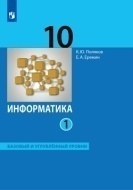 10
К.Ю. Поляков
Е.А. Еремин
ИНФОРМАТИКА
1
БАЗОВЫЙ И УГЛУБЛЁННЫЙ УРОВНИ